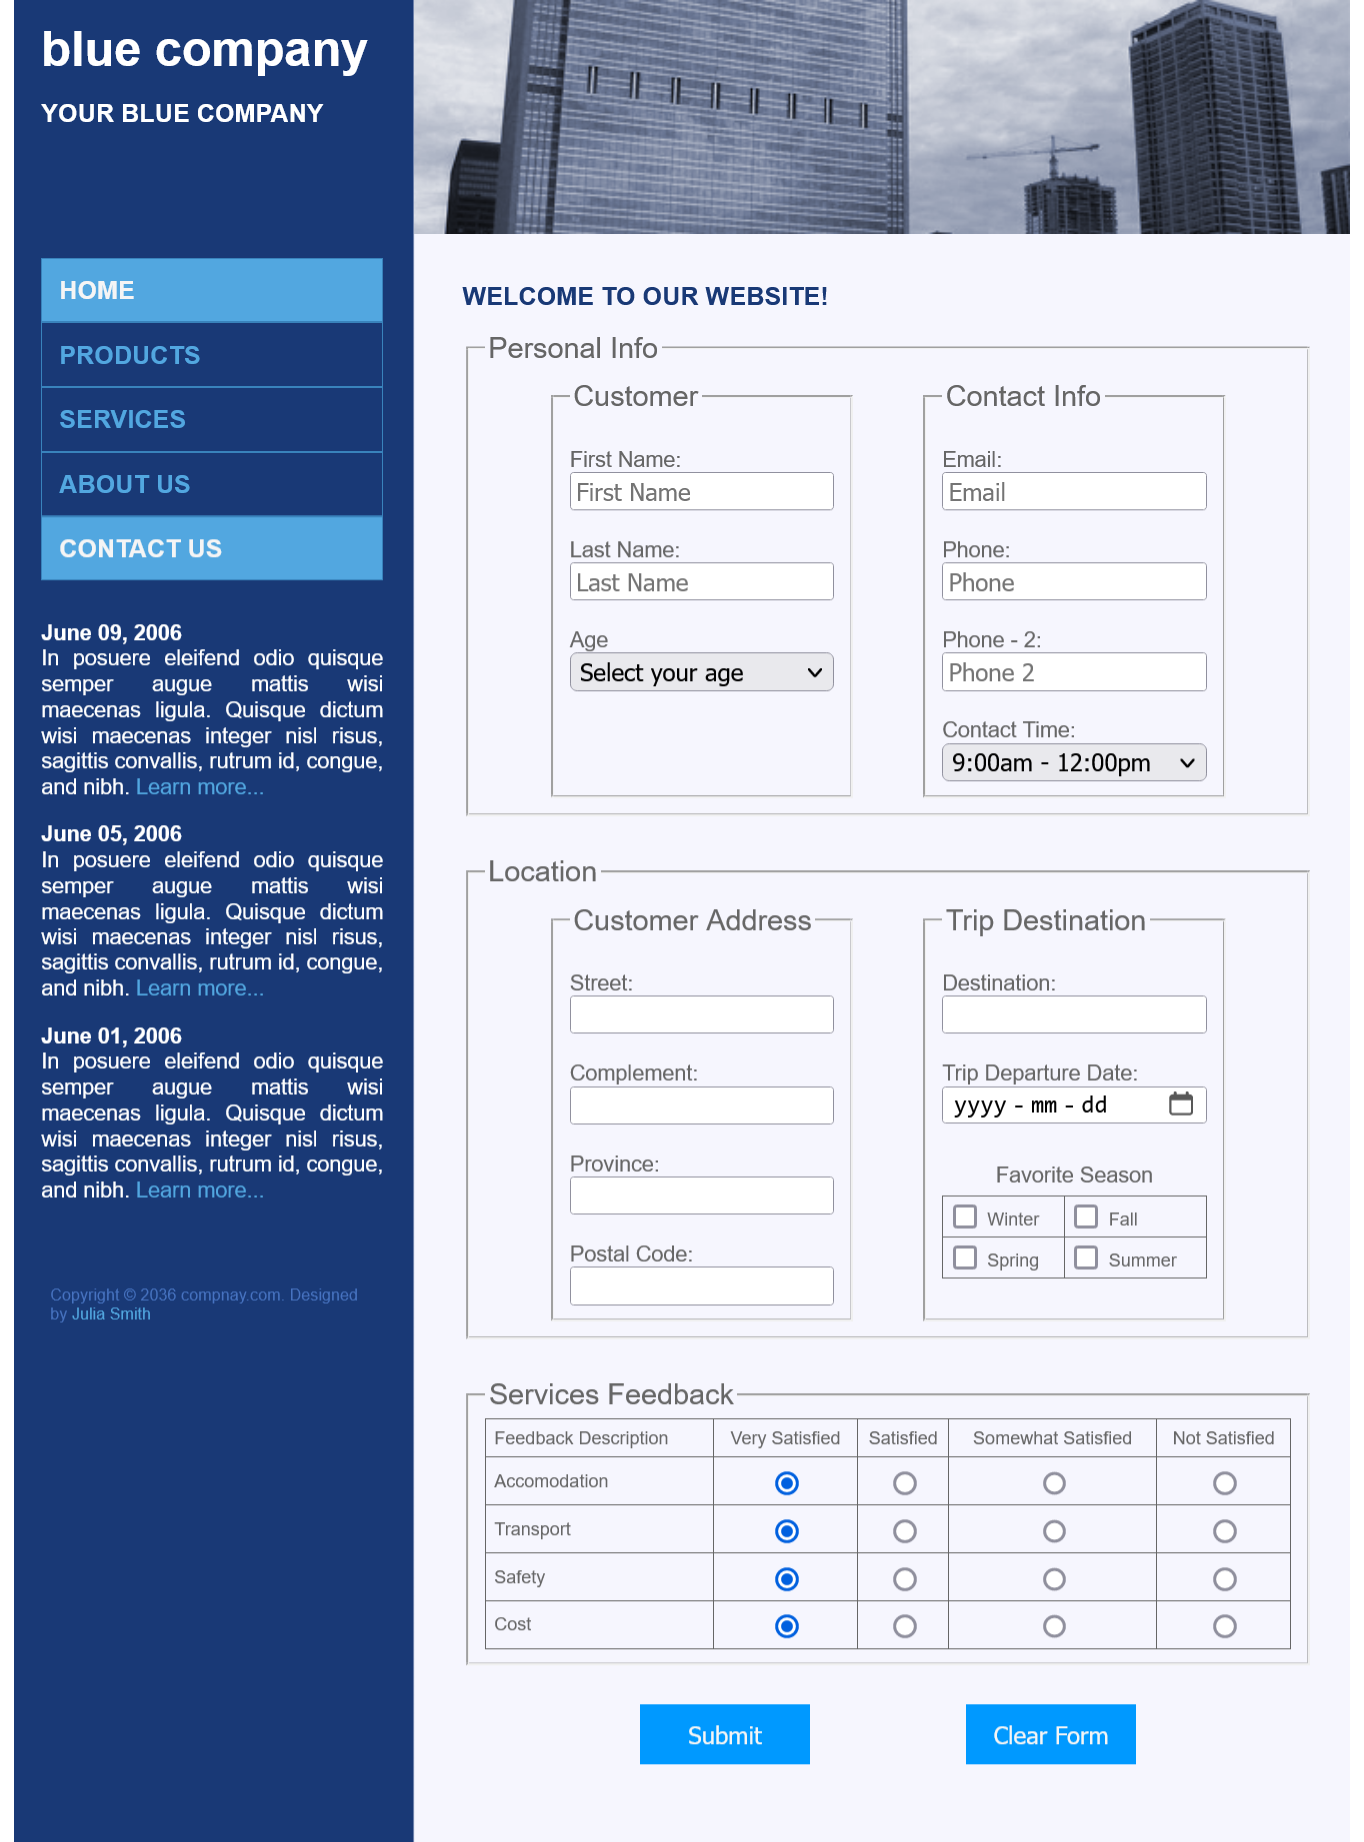 blue company
YOUR BLUE COMPANY
HOME
PRODUCTS
SERVICES
ABOUT US
CONTACT US
June 09, 2006
In posuere eleifend odio quisque
semper augue mattis wisi
maecenas ligula. Quisque dictum
wisi maecenas integer nisl risus,
sagittis convallis, rutrum id, congue,
and nibh. Learn more...
June 05, 2006
In posuere eleifend odio quisque
semper augue mattis wisi
maecenas ligula. Quisque dictum
wisi maecenas integer nisl risus,
sagittis convallis, rutrum id, congue,
and nibh. Learn more...
June 01, 2006
In posuere eleifend odio quisque
semper augue mattis wisi
maecenas ligula. Quisque dictum
wisi maecenas integer nisl risus,
sagittis convallis, rutrum id, congue,
and nibh. Learn more...
Copyright © 2036 compnay.com. Designed
by Julia Smith
WELCOME TO OUR WEBSITE!
Personal Info
Customer
First Name:
First Name
Last Name:
Last Name
Age
Select your age
Contact Info
Email:
Email
Phone:
Phone
Phone - 2:
Phone 2
Contact Time:
9:00am - 12:00pm
Location
Customer Address
Street:
Complement:
Province:
Postal Code:
Trip Destination
Destination:
Trip Departure Date:
yyyy - mm - dd
Favorite Season
Winter Fall
Spring Summer
Services Feedback
Feedback Description Very Satisfied Satisfied Somewhat Satisfied Not Satisfied
Accomodation
Transport
Safety
Cost
Submit Clear Form